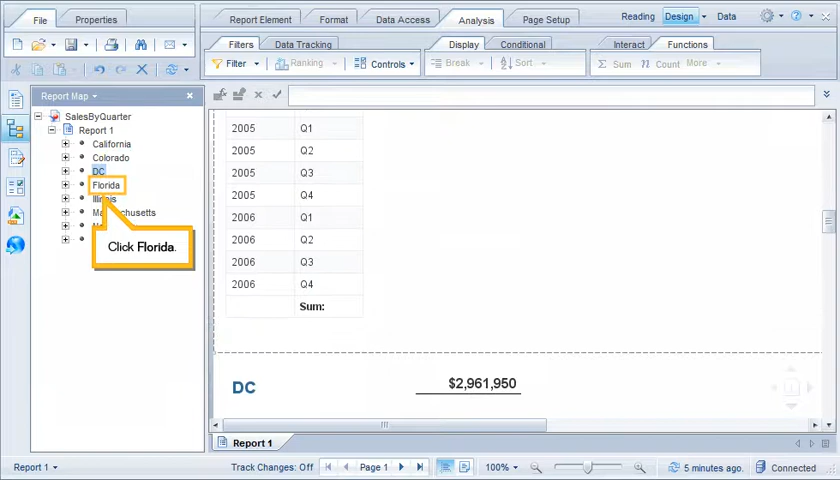 File
Properties
Report Element
Format
Data Access
Analysis
Page Setup
Reading
Design
Data
Filters
Data Tracking
Display
Conditional
Interact
Functions
Filter
Ranking
Controls
Break
Sort
Sum
Count
More
Report Map
SalesByQuarter
Report 1
California
Colorado
DC
Florida
Illinois
Massachusetts
Click Florida.
2005 Q1
2005 Q2
2005 Q3
2005 Q4
2006 Q1
2006 Q2
2006 Q3
2006 Q4
Sum:
DC $2,961,950
Report 1
Report 1
Track Changes: Off
Page 1
100%
5 minutes ago.
Connected